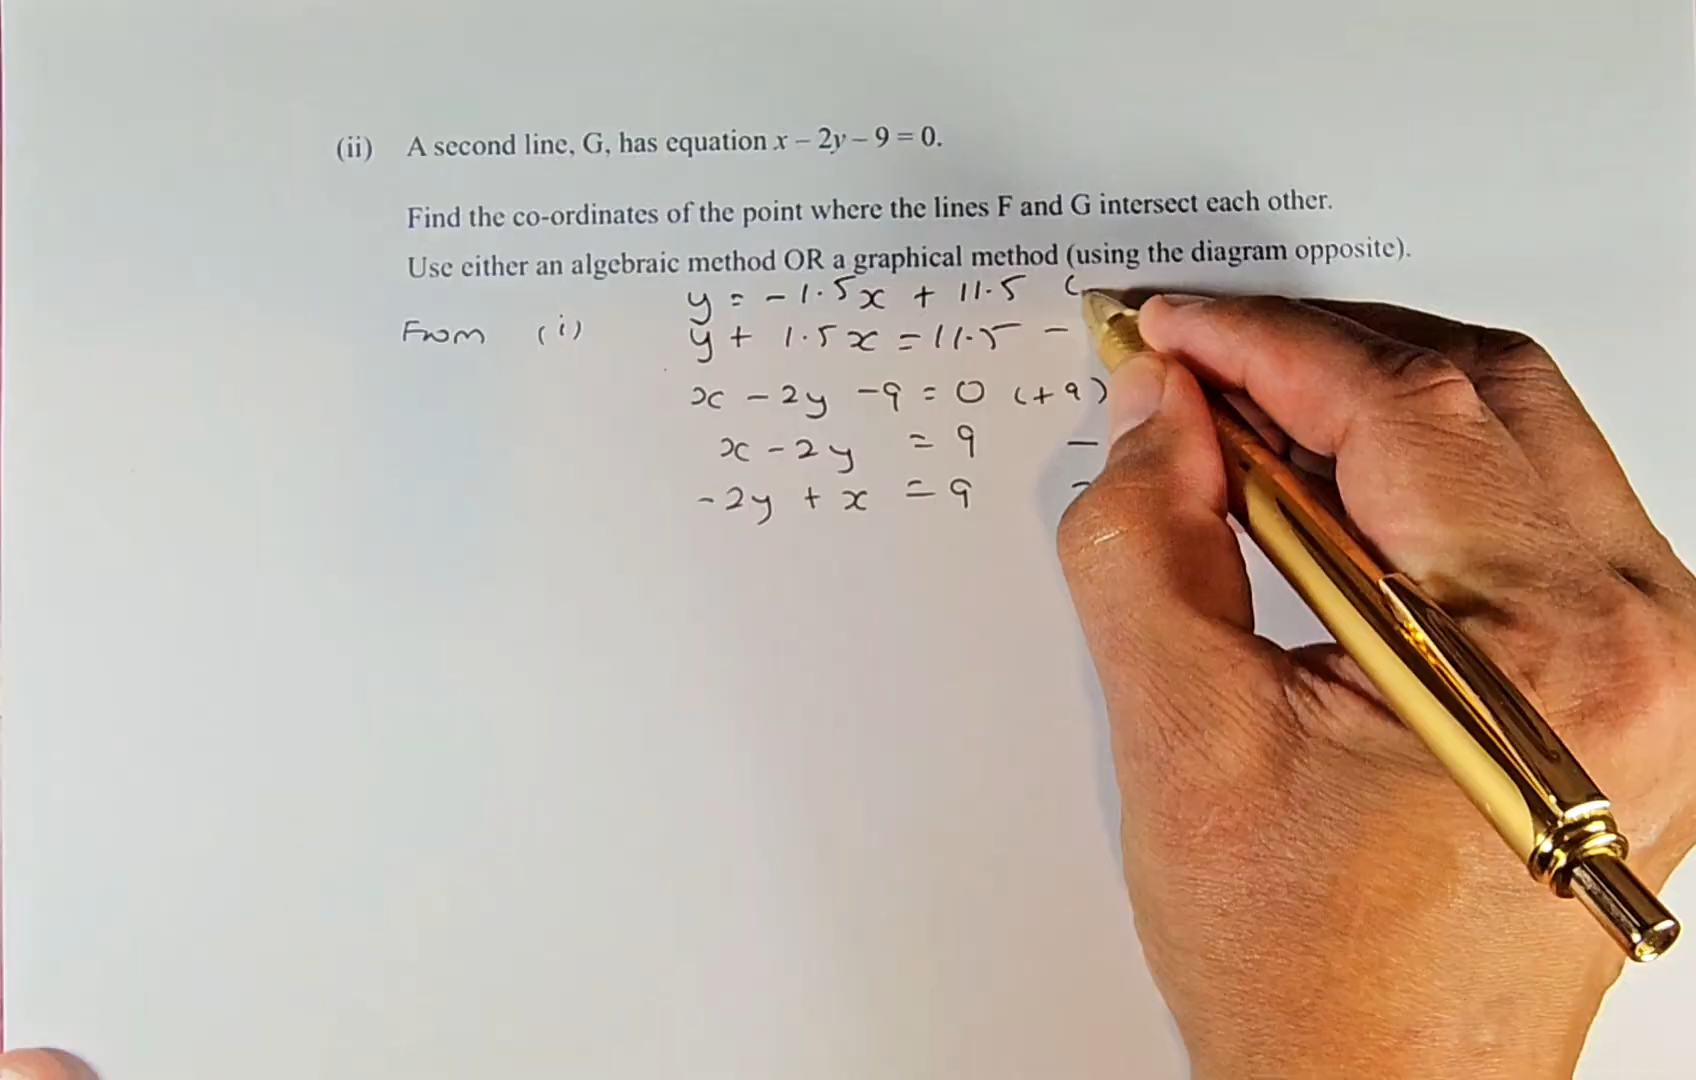 (ii) A second line, G, has equation x – 2y – 9 = 0.
Find the co-ordinates of the point where the lines F and G intersect each other.
Use either an algebraic method OR a graphical method (using the diagram opposite).
y = -1.5x + 11.5 (
From (i) y + 1.5x = 11.5 -
x - 2y - 9 = 0 (+9)
x - 2y = 9 -
-2y + x = 9 -